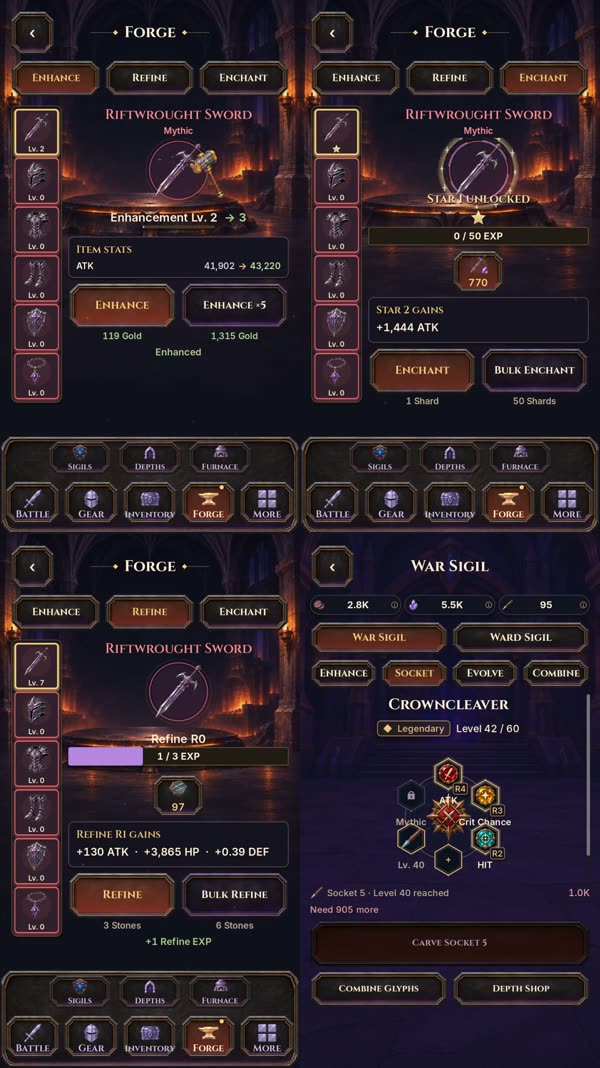 ‹
Forge
Enhance
Refine
Enchant
Riftwrought Sword
Mythic
Lv. 2
Lv. 0
Lv. 0
Lv. 0
Lv. 0
Lv. 0
Enhancement Lv. 2 → 3
Item stats
ATK 41,902 → 43,220
Enhance
Enhance ×5
119 Gold
1,315 Gold
Enhanced
Sigils
Depths
Furnace
Battle
Gear
Inventory
Forge
More
‹
Forge
Enhance
Refine
Enchant
Riftwrought Sword
Mythic
Lv. 0
Lv. 0
Lv. 0
Lv. 0
Lv. 0
Star 1 unlocked
0 / 50 EXP
770
Star 2 gains
+1,444 ATK
Enchant
Bulk Enchant
1 Shard
50 Shards
Sigils
Depths
Furnace
Battle
Gear
Inventory
Forge
More
‹
Forge
Enhance
Refine
Enchant
Riftwrought Sword
Lv. 7
Lv. 0
Lv. 0
Lv. 0
Lv. 0
Lv. 0
Refine R0
1 / 3 EXP
97
Refine R1 gains
+130 ATK · +3,865 HP · +0.39 DEF
Refine
Bulk Refine
3 Stones
6 Stones
+1 Refine EXP
Sigils
Depths
Furnace
Battle
Gear
Inventory
Forge
More
‹
War Sigil
2.8K
5.5K
95
War Sigil
Ward Sigil
Enhance
Socket
Evolve
Combine
Crowncleaver
Legendary
Level 42 / 60
R4
ATK
R3
Mythic
Crit Chance
R2
Lv. 40
+
HIT
Socket 5 · Level 40 reached 1.0K
Need 905 more
Carve Socket 5
Combine Glyphs
Depth Shop